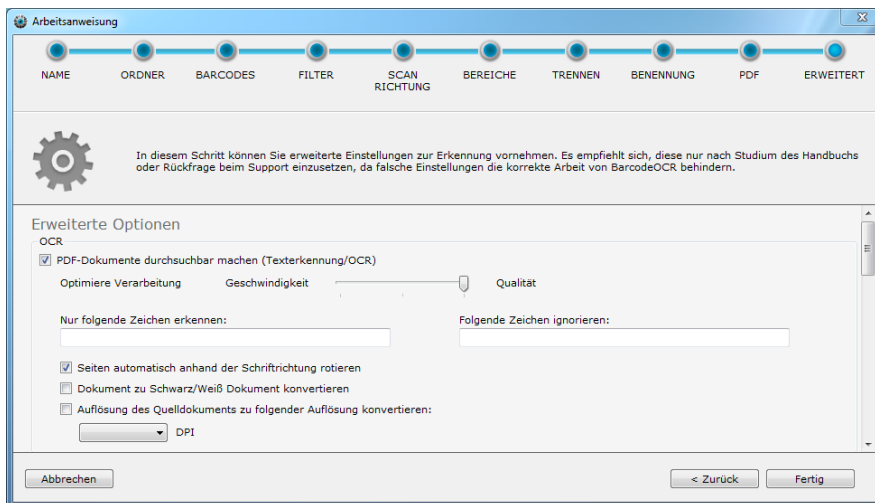 Arbeitsanweisung
NAME
ORDNER
BARCODES
FILTER
SCAN
RICHTUNG
BEREICHE
TRENNEN
BENENNUNG
PDF
ERWEITERT
In diesem Schritt können Sie erweiterte Einstellungen zur Erkennung vornehmen. Es empfiehlt sich, diese nur nach Studium des Handbuchs
oder Rückfrage beim Support einzusetzen, da falsche Einstellungen die korrekte Arbeit von BarcodeOCR behindern.
Erweiterte Optionen
OCR
PDF-Dokumente durchsuchbar machen (Texterkennung/OCR)
Optimiere Verarbeitung Geschwindigkeit Qualität
Nur folgende Zeichen erkennen: Folgende Zeichen ignorieren:
Seiten automatisch anhand der Schriftrichtung rotieren
Dokument zu Schwarz/Weiß Dokument konvertieren
Auflösung des Quelldokuments zu folgender Auflösung konvertieren:
DPI
Abbrechen < Zurück Fertig